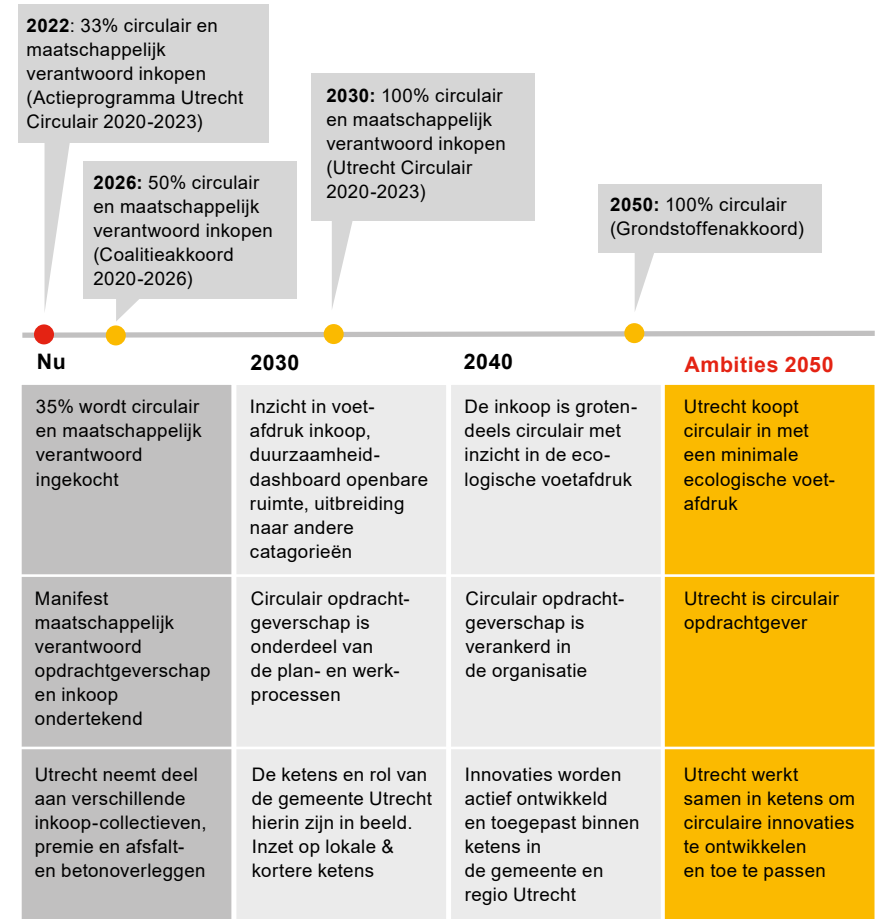 2022: 33% circulair en
maatschappelijk
verantwoord inkopen
(Actieprogramma Utrecht
Circulair 2020-2023)
2026: 50% circulair
en maatschappelijk
verantwoord inkopen
(Coalitieakkoord
2020-2026)
2030: 100% circulair
en maatschappelijk
verantwoord inkopen
(Utrecht Circulair
2020-2023)
2050: 100% circulair
(Grondstoffenakkoord)
Nu
2030
2040
Ambities 2050
35% wordt circulair
en maatschappelijk
verantwoord
ingekocht
Inzicht in voet-
afdruk inkoop,
duurzaamheid-
dashboard openbare
ruimte, uitbreiding
naar andere
catagorieën
De inkoop is groten-
deels circulair met
inzicht in de eco-
logische voetafdruk
Utrecht koopt
circulair in met
een minimale
ecologische voet-
afdruk
Manifest
maatschappelijk
verantwoord
opdrachtgeverschap
en inkoop
ondertekend
Circulair opdracht-
geverschap is
onderdeel van
de plan- en werk-
processen
Circulair opdracht-
geverschap is
verankerd in
de organisatie
Utrecht is circulair
opdrachtgever
Utrecht neemt deel
aan verschillende
inkoop-collectieven,
premie en afsfalt-
en betonoverleggen
De ketens en rol van
de gemeente Utrecht
hierin zijn in beeld.
Inzet op lokale &
kortere ketens
Innovaties worden
actief ontwikkeld
en toegepast binnen
ketens in
de gemeente en
regio Utrecht
Utrecht werkt
samen in ketens om
circulaire innovaties
te ontwikkelen
en toe te passen